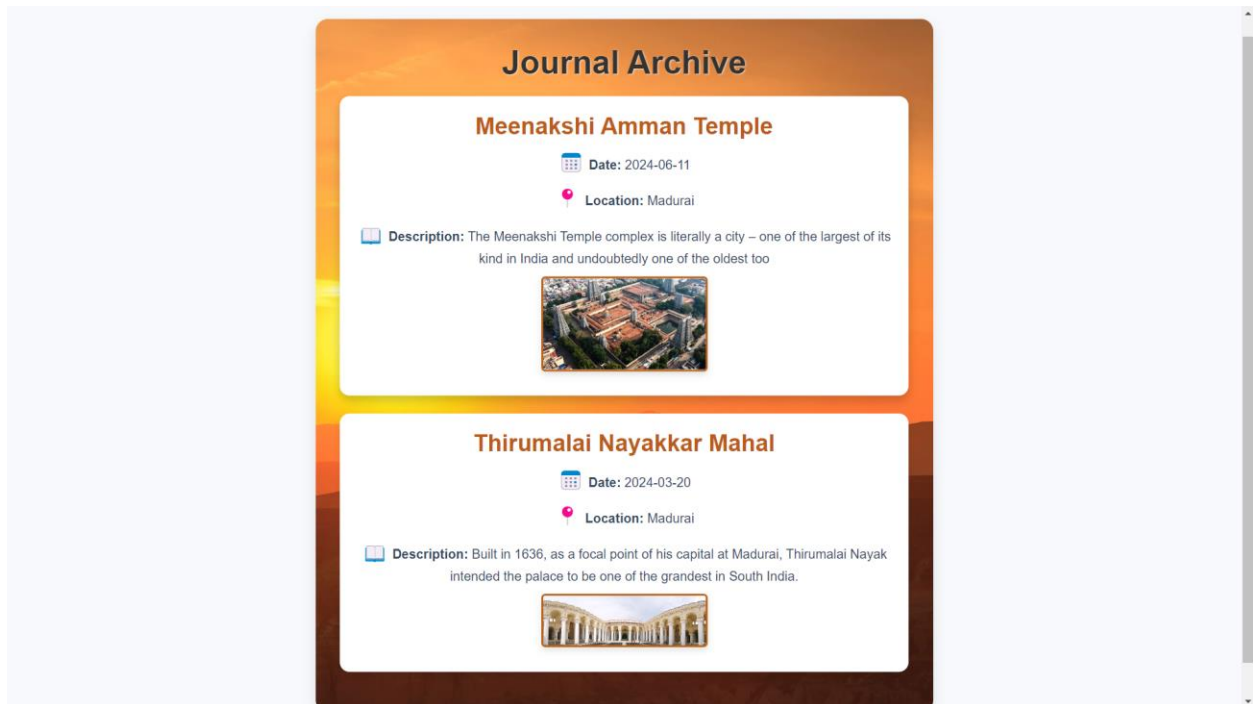 Journal Archive
Meenakshi Amman Temple
Date: 2024-06-11
Location: Madurai
Description: The Meenakshi Temple complex is literally a city – one of the largest of its
kind in India and undoubtedly one of the oldest too
Thirumalai Nayakkar Mahal
Date: 2024-03-20
Location: Madurai
Description: Built in 1636, as a focal point of his capital at Madurai, Thirumalai Nayak
intended the palace to be one of the grandest in South India.